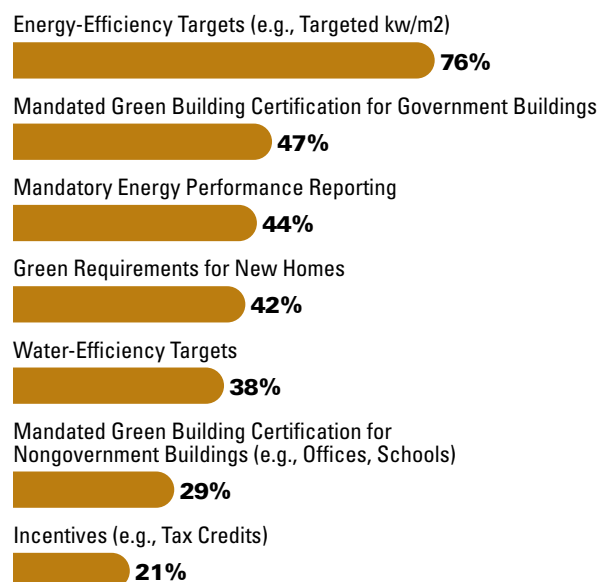 Energy-Efficiency Targets (e.g., Targeted kw/m2)
76%
Mandated Green Building Certification for Government Buildings
47%
Mandatory Energy Performance Reporting
44%
Green Requirements for New Homes
42%
Water-Efficiency Targets
38%
Mandated Green Building Certification for
Nongovernment Buildings (e.g., Offices, Schools)
29%
Incentives (e.g., Tax Credits)
21%